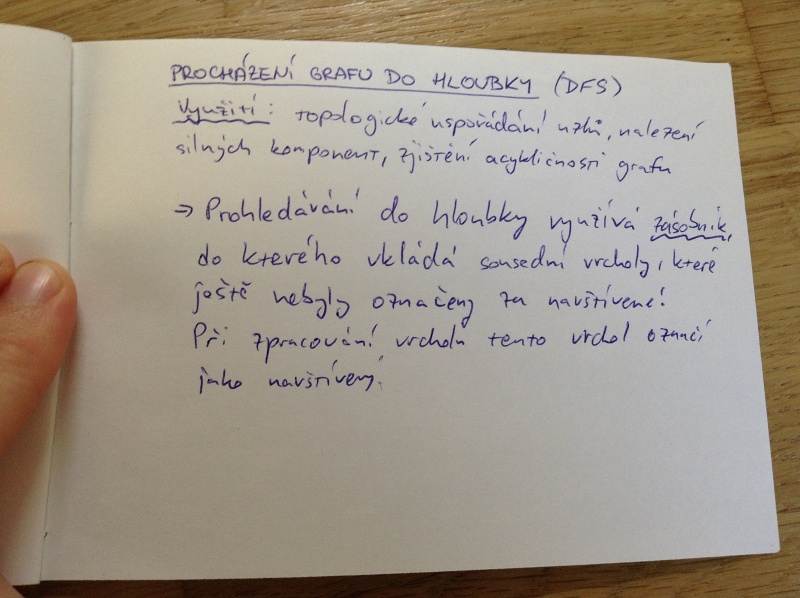 PROCHÁZENÍ GRAFU DO HLOUBKY (DFS)
Využití: topologické uspořádání uzlů, nalezení
silných komponent, zjištění acykličnosti grafu
→ Prohledávání do hloubky využívá zásobník,
do kterého vkládá sousední vrcholy, které
ještě nebyly označeny za navštívené!
Při zpracování vrcholu tento vrchol označí
jako navštívený.